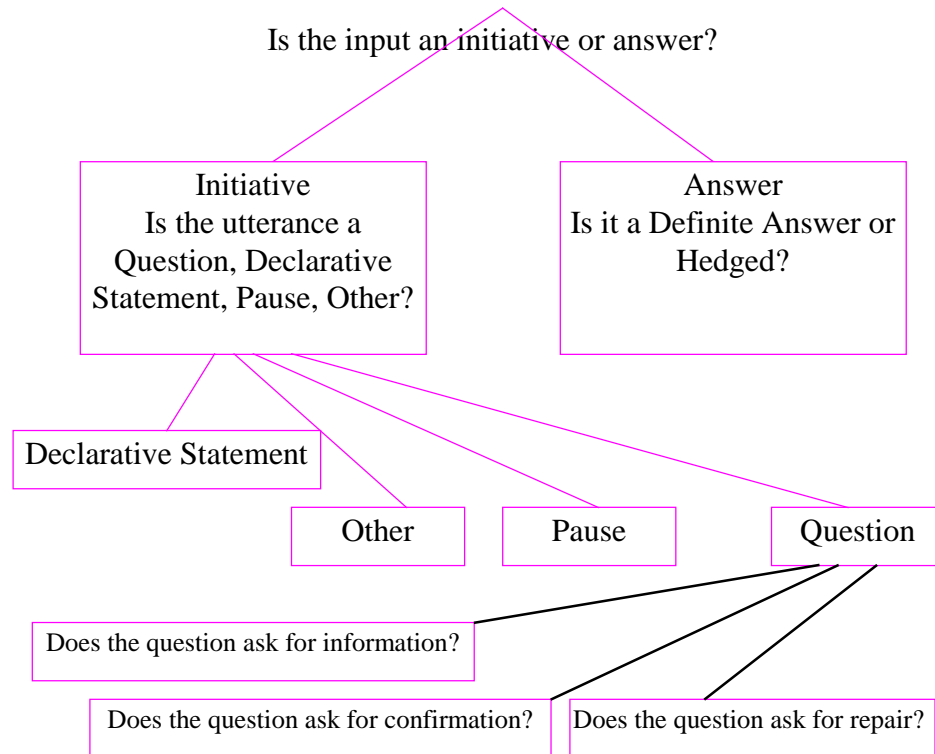 Is the input an initiative or answer?
Initiative
Is the utterance a
Question, Declarative
Statement, Pause, Other?
Answer
Is it a Definite Answer or
Hedged?
Declarative Statement
Other
Pause
Question
Does the question ask for information?
Does the question ask for confirmation?
Does the question ask for repair?